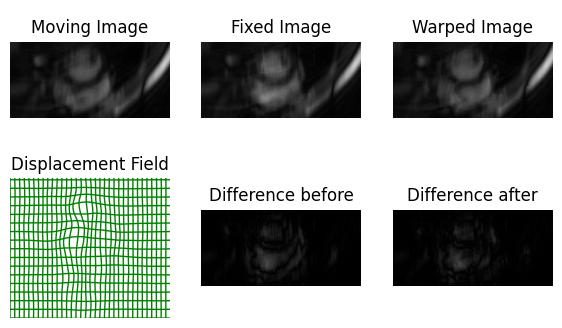 Moving Image
Fixed Image
Warped Image
Displacement Field
Difference before
Difference after